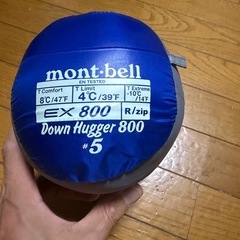 mont-bell
EN TESTED
T Comfort T Limit T Extreme
8℃/47℉ 4℃/39℉ -10℃/14℉
EX 800 R/zip
Down Hugger 800
#5